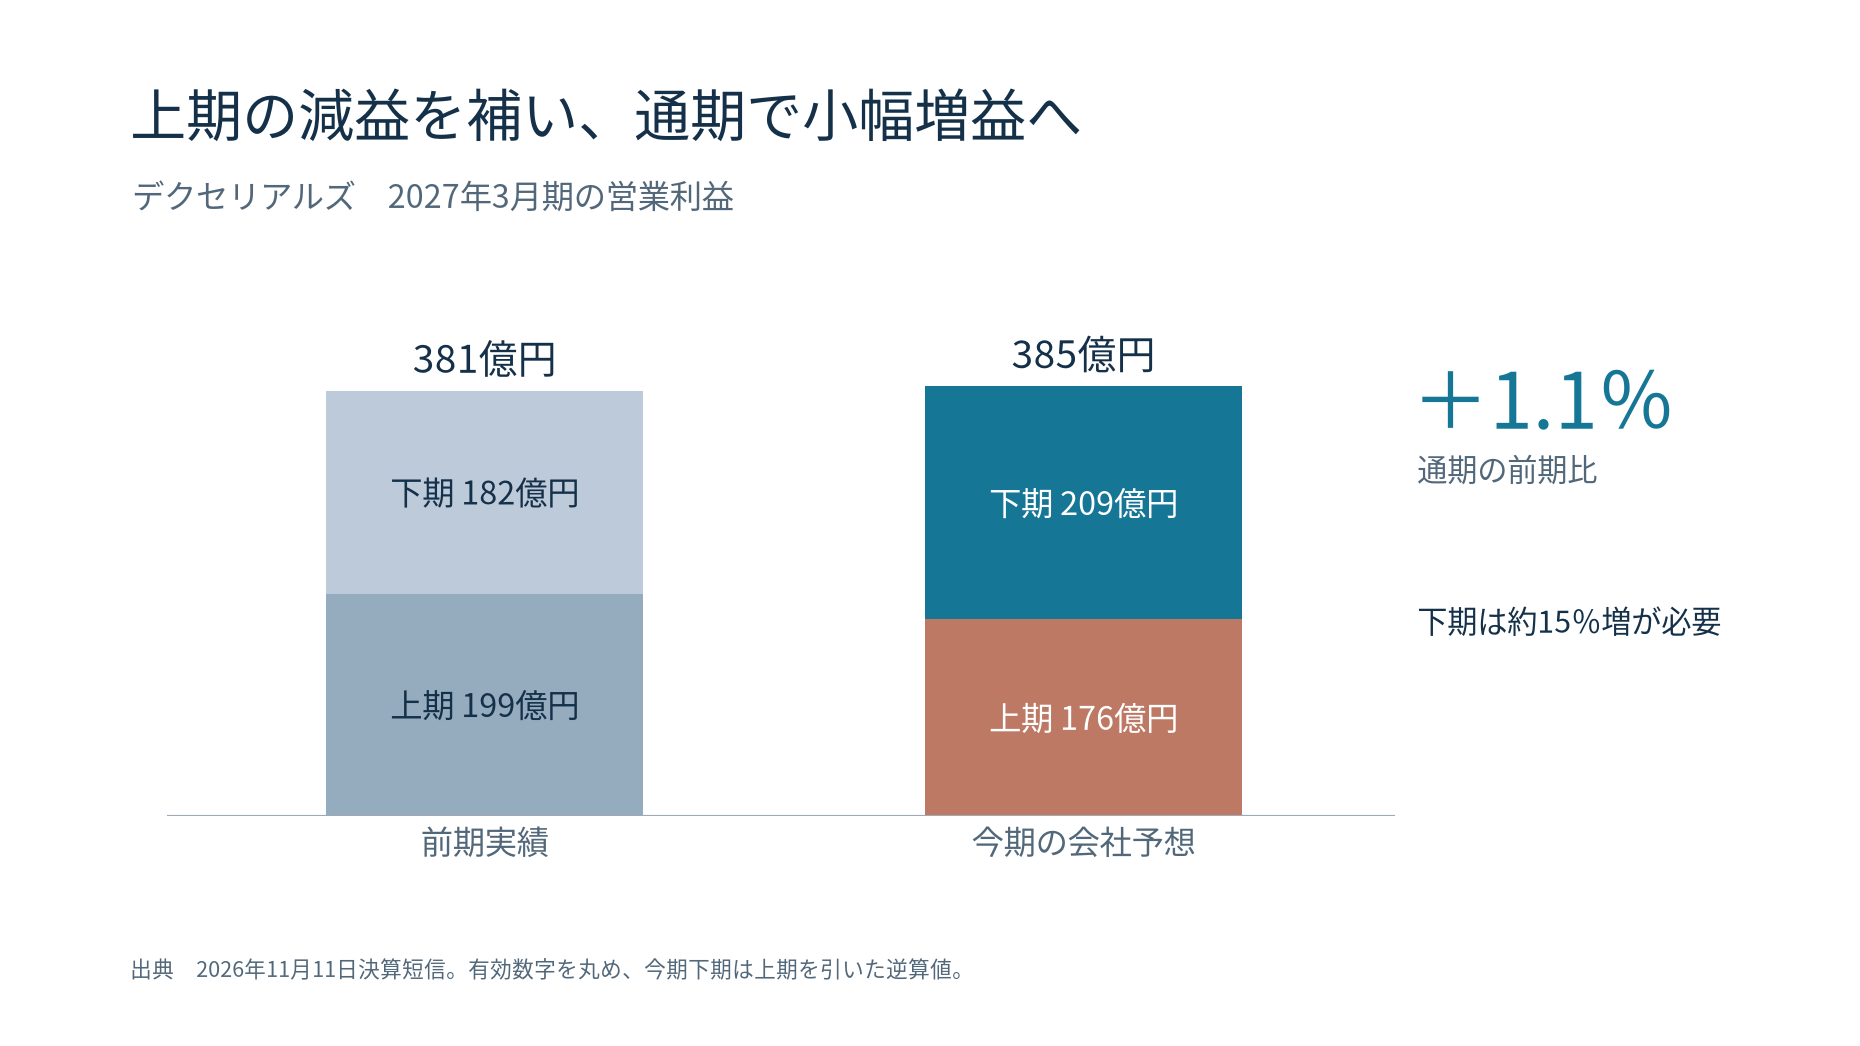 上期の減益を補い、通期で小幅増益へ
デクセリアルズ　2027年3月期の営業利益
381億円
385億円
下期 182億円
下期 209億円
上期 199億円
上期 176億円
＋1.1%
通期の前期比
下期は約15％増が必要
前期実績
今期の会社予想
出典　2026年11月11日決算短信。有効数字を丸め、今期下期は上期を引いた逆算値。